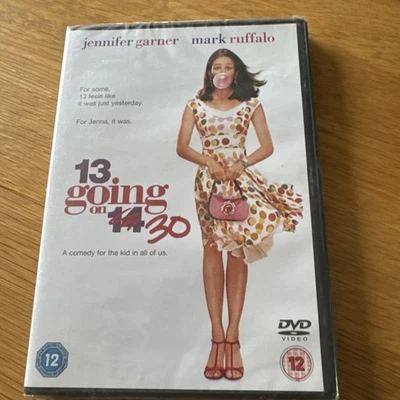 jennifer garner mark ruffalo
For some,
13 feels like
it was just yesterday.
For Jenna, it was.
13
going
on 14 30
A comedy for the kid in all of us.
DVD
VIDEO
12
12